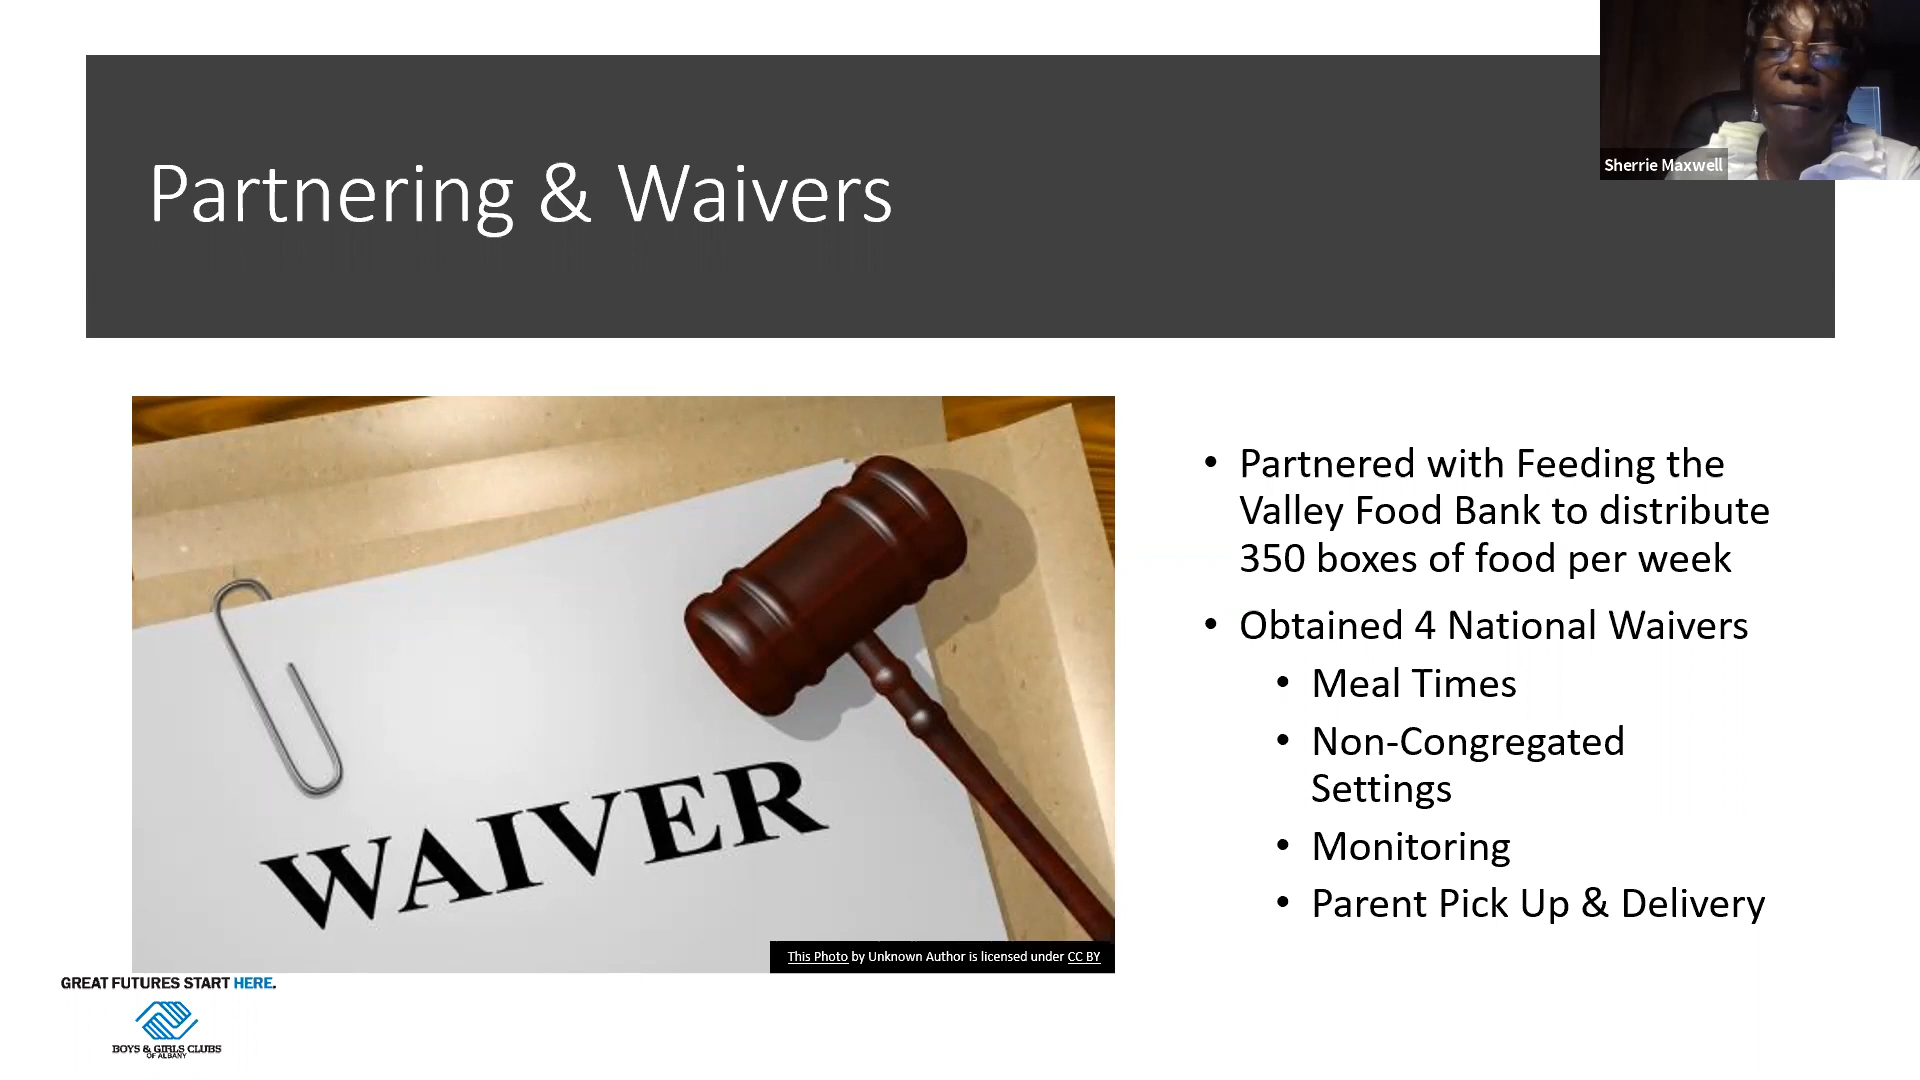 Sherrie Maxwell
Partnering & Waivers
WAIVER
This Photo by Unknown Author is licensed under CC BY
• Partnered with Feeding the
Valley Food Bank to distribute
350 boxes of food per week
• Obtained 4 National Waivers
• Meal Times
• Non-Congregated
Settings
• Monitoring
• Parent Pick Up & Delivery
GREAT FUTURES START HERE.
BOYS & GIRLS CLUBS
OF ALBANY